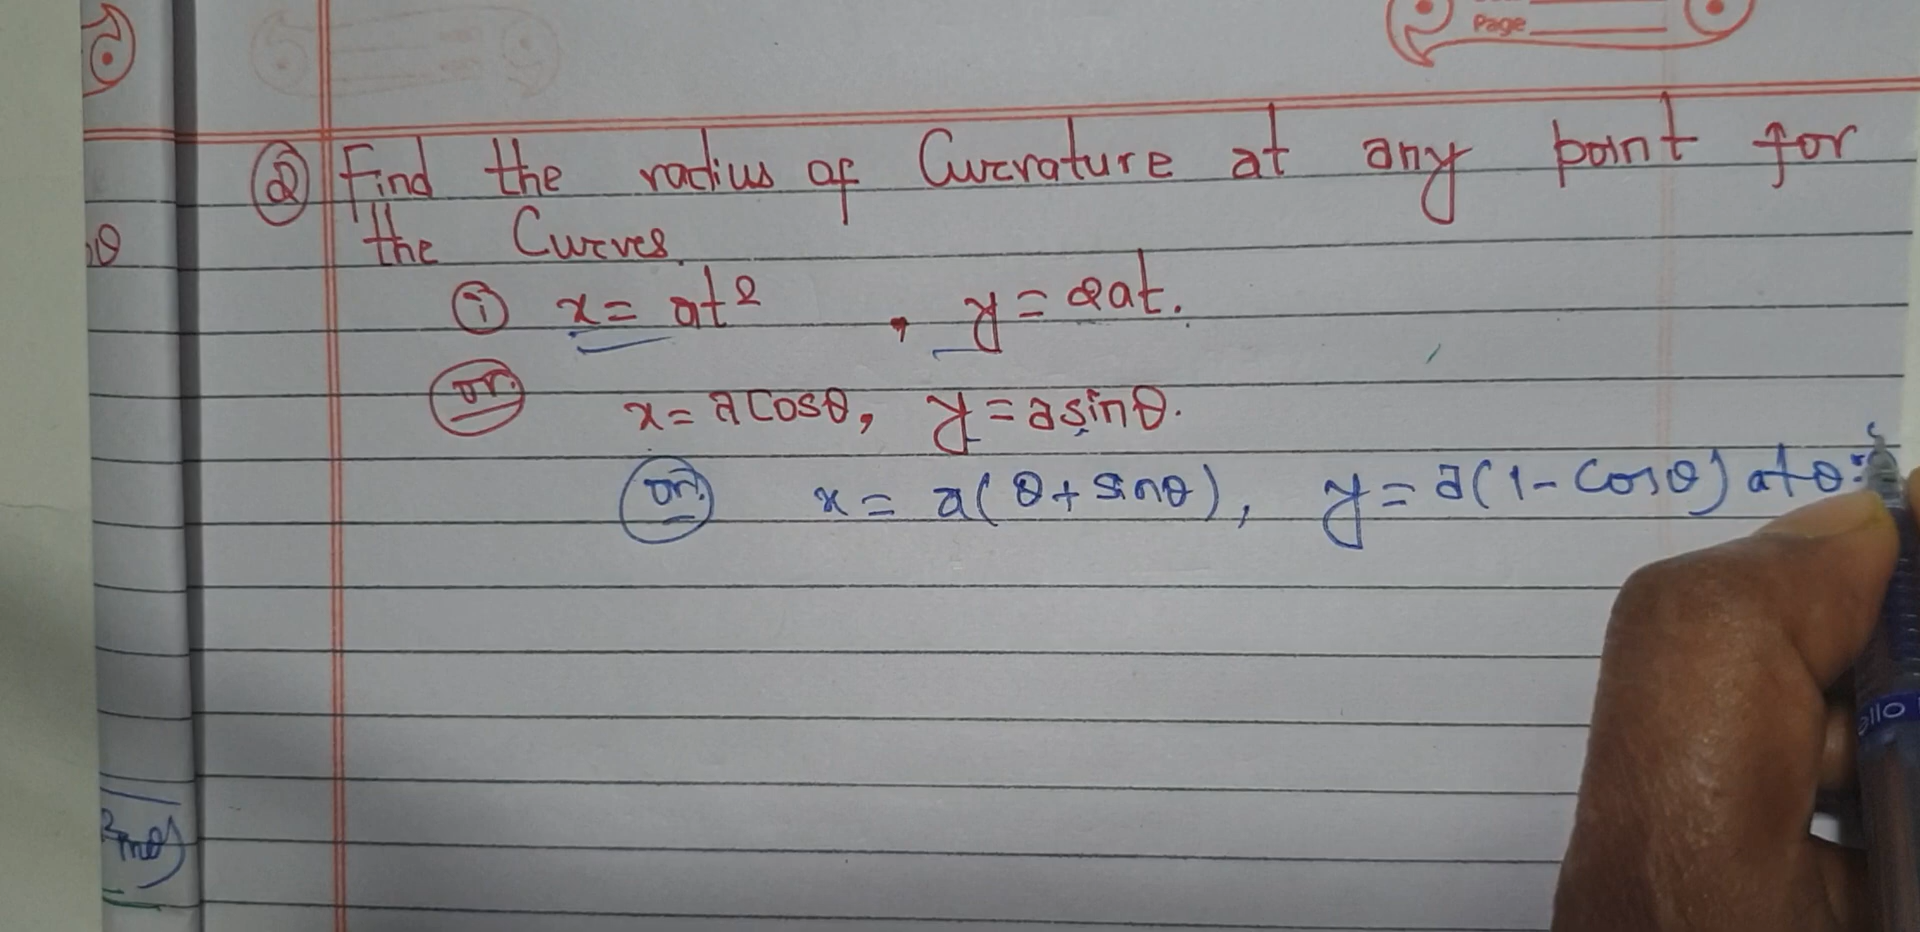 Page
② Find the radius of Curvature at any point for
the Curves.
θ
ⓘ x = at² , y = 2at.
or. x = a cosθ, y = a sinθ.
or. x = a(θ + sinθ), y = a(1 - cosθ) at θ
ello